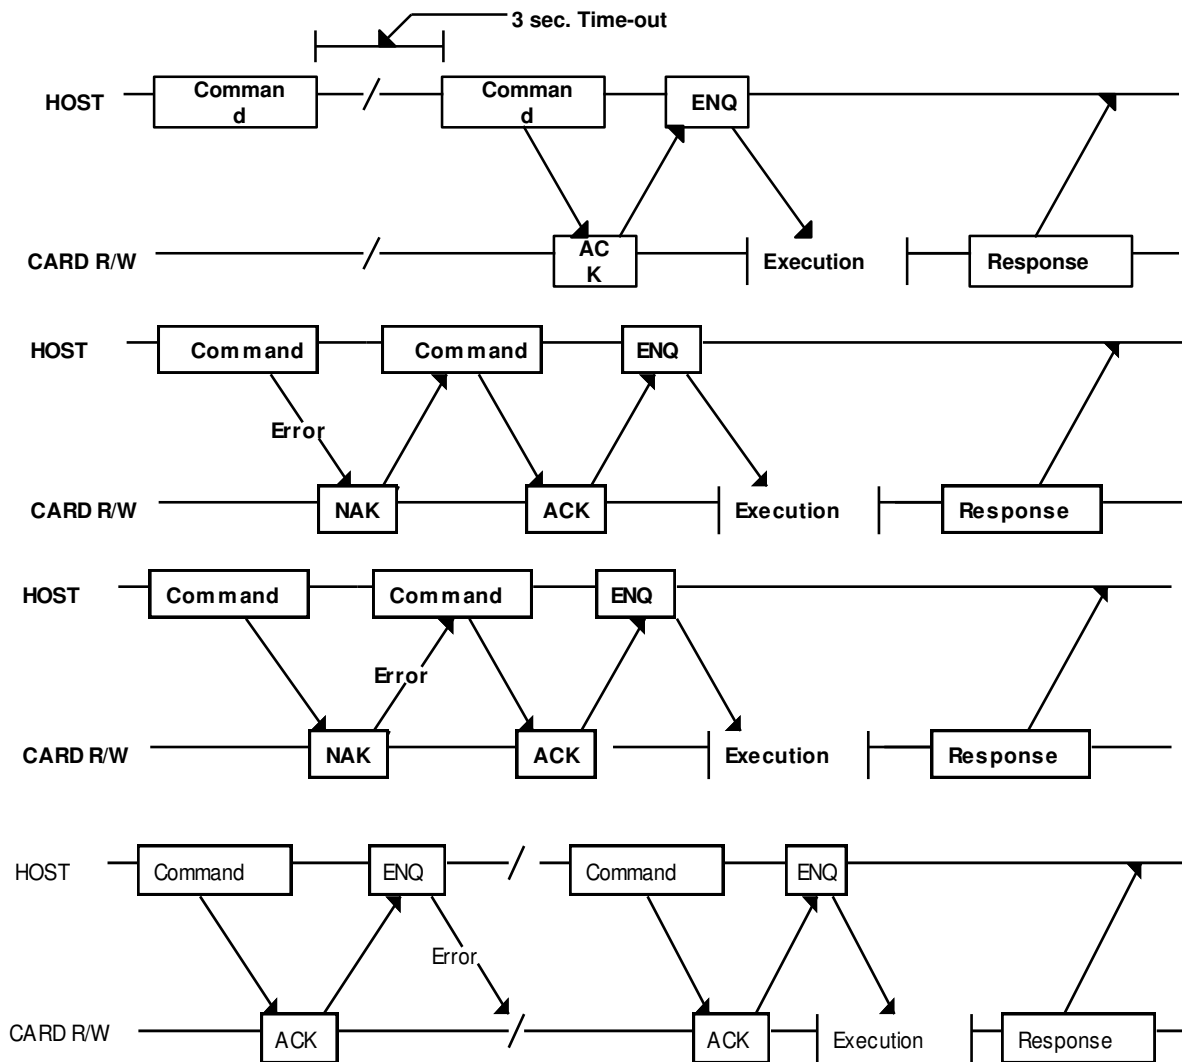 3 sec. Time-out
HOST Comman Comman ENQ
d d
CARD R/W AC Execution Response
K
HOST Command Command ENQ
Error
CARD R/W NAK ACK Execution Response
HOST Command Command ENQ
Error
CARD R/W NAK ACK Execution Response
HOST Command ENQ Command ENQ
Error
CARD R/W ACK ACK Execution Response